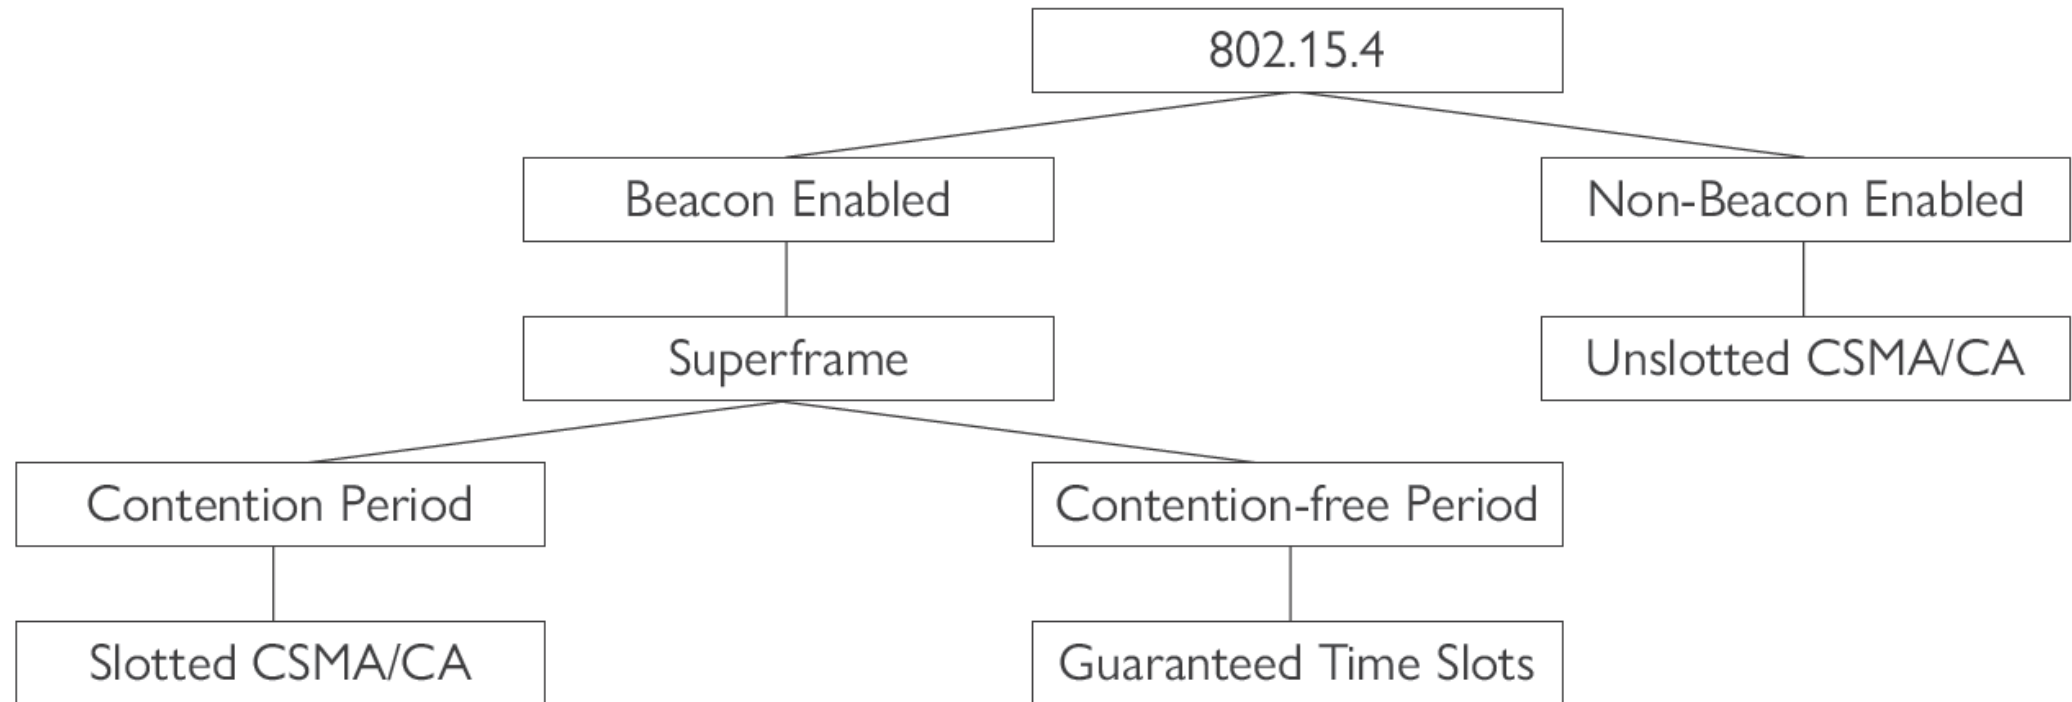 802.15.4
Beacon Enabled
Non-Beacon Enabled
Superframe
Unslotted CSMA/CA
Contention Period
Contention-free Period
Slotted CSMA/CA
Guaranteed Time Slots